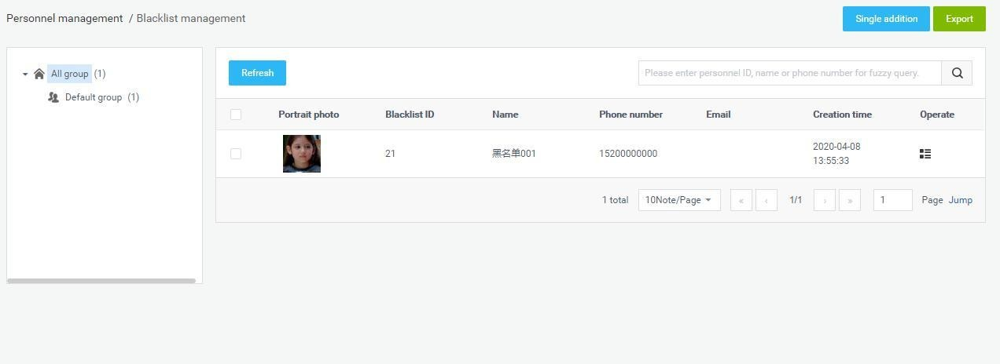 Personnel management / Blacklist management
Single addition
Export
All group (1)
Default group (1)
Refresh
Please enter personnel ID, name or phone number for fuzzy query.
Portrait photo Blacklist ID Name Phone number Email Creation time Operate
21 黑名单001 15200000000 2020-04-08
13:55:33
1 total 10Note/Page « ‹ 1/1 › » 1 Page Jump